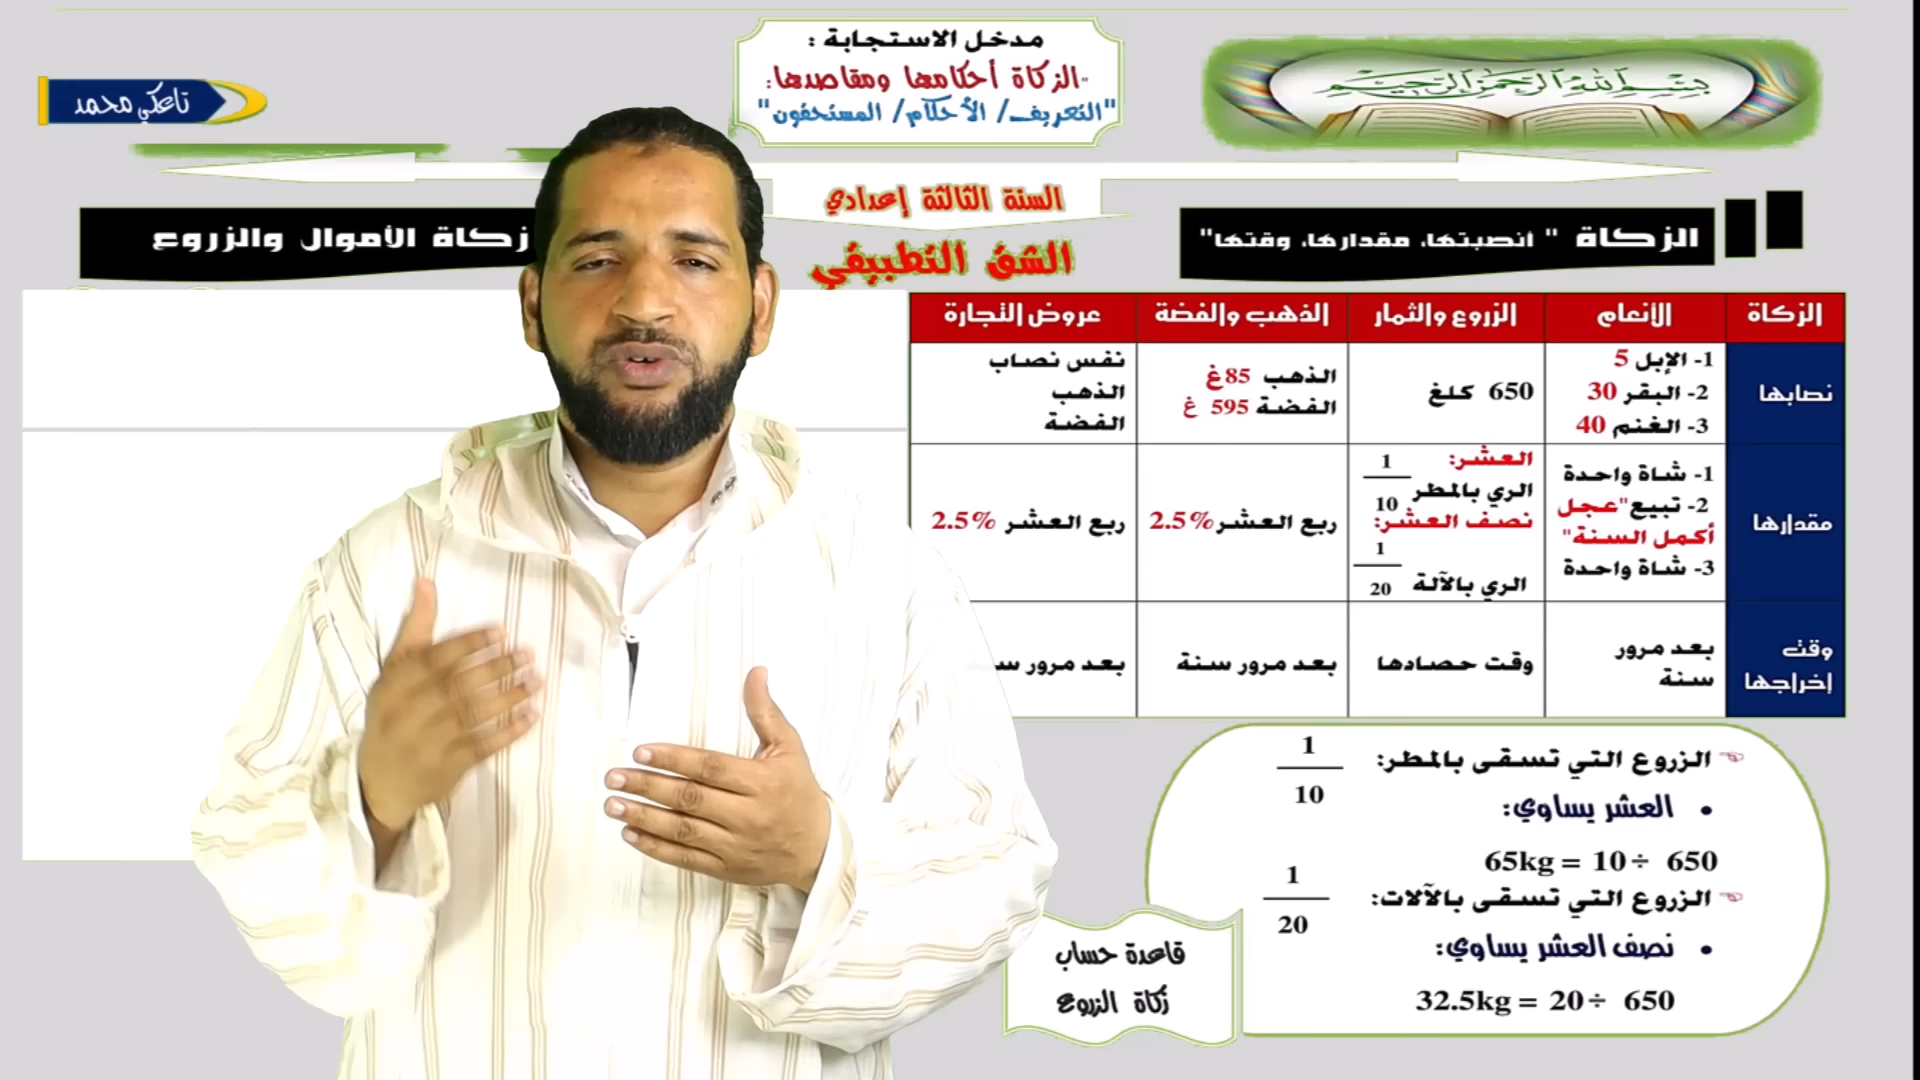 مدخل الاستجابة :
"الزكاة أحكامها ومقاصدها:
"التعريف/ الأحكام/ المستحقون"
بسم الله الرحمن الرحيم
تاعكي محمد
السنة الثالثة إعدادي
الشق التطبيقي
الزكاة " أنصبتها، مقدارها، وقتها"
زكاة الأموال والزروع
الزكاة الأنعام الزروع والثمار الذهب والفضة عروض التجارة
نصابها
1- الإبل 5
2- البقر 30
3- الغنم 40
650 كلغ
الذهب 85غ
الفضة 595 غ
نفس نصاب
الذهب
الفضة
مقدارها
1- شاة واحدة
2- تبيع"عجل
أكمل السنة"
3- شاة واحدة
العشر:
الري بالمطر 1/10
نصف العشر:
الري بالآلة 1/20
ربع العشر 2.5%
ربع العشر 2.5%
وقت
إخراجها
بعد مرور
سنة
وقت حصادها
بعد مرور سنة
بعد مرور
الزروع التي تسقى بالمطر: 1/10
• العشر يساوي:
650 ÷ 10 = 65kg
الزروع التي تسقى بالآلات: 1/20
• نصف العشر يساوي:
650 ÷ 20 = 32.5kg
قاعدة حساب
زكاة الزروع